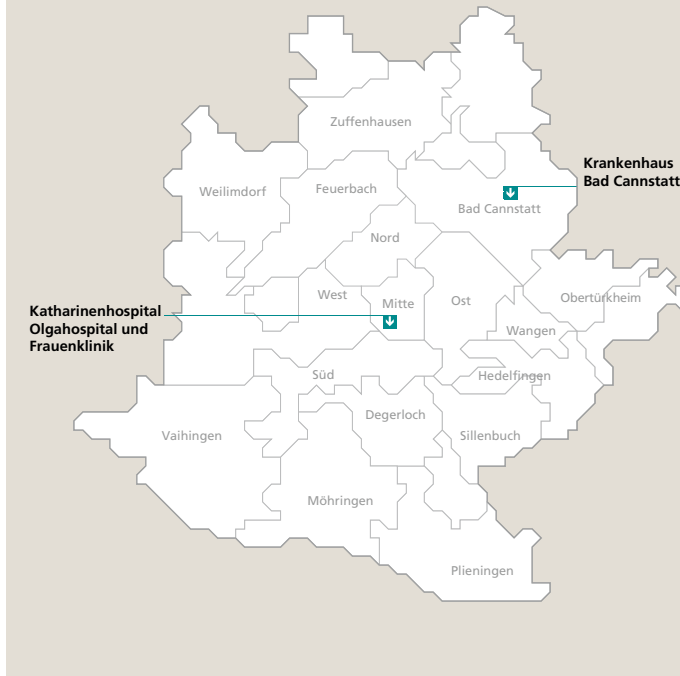 Zuffenhausen
Krankenhaus
Bad Cannstatt
Weilimdorf
Feuerbach
Bad Cannstatt
Nord
West
Mitte
Ost
Obertürkheim
Katharinenhospital
Olgahospital und
Frauenklinik
Wangen
Süd
Hedelfingen
Degerloch
Vaihingen
Sillenbuch
Möhringen
Plieningen